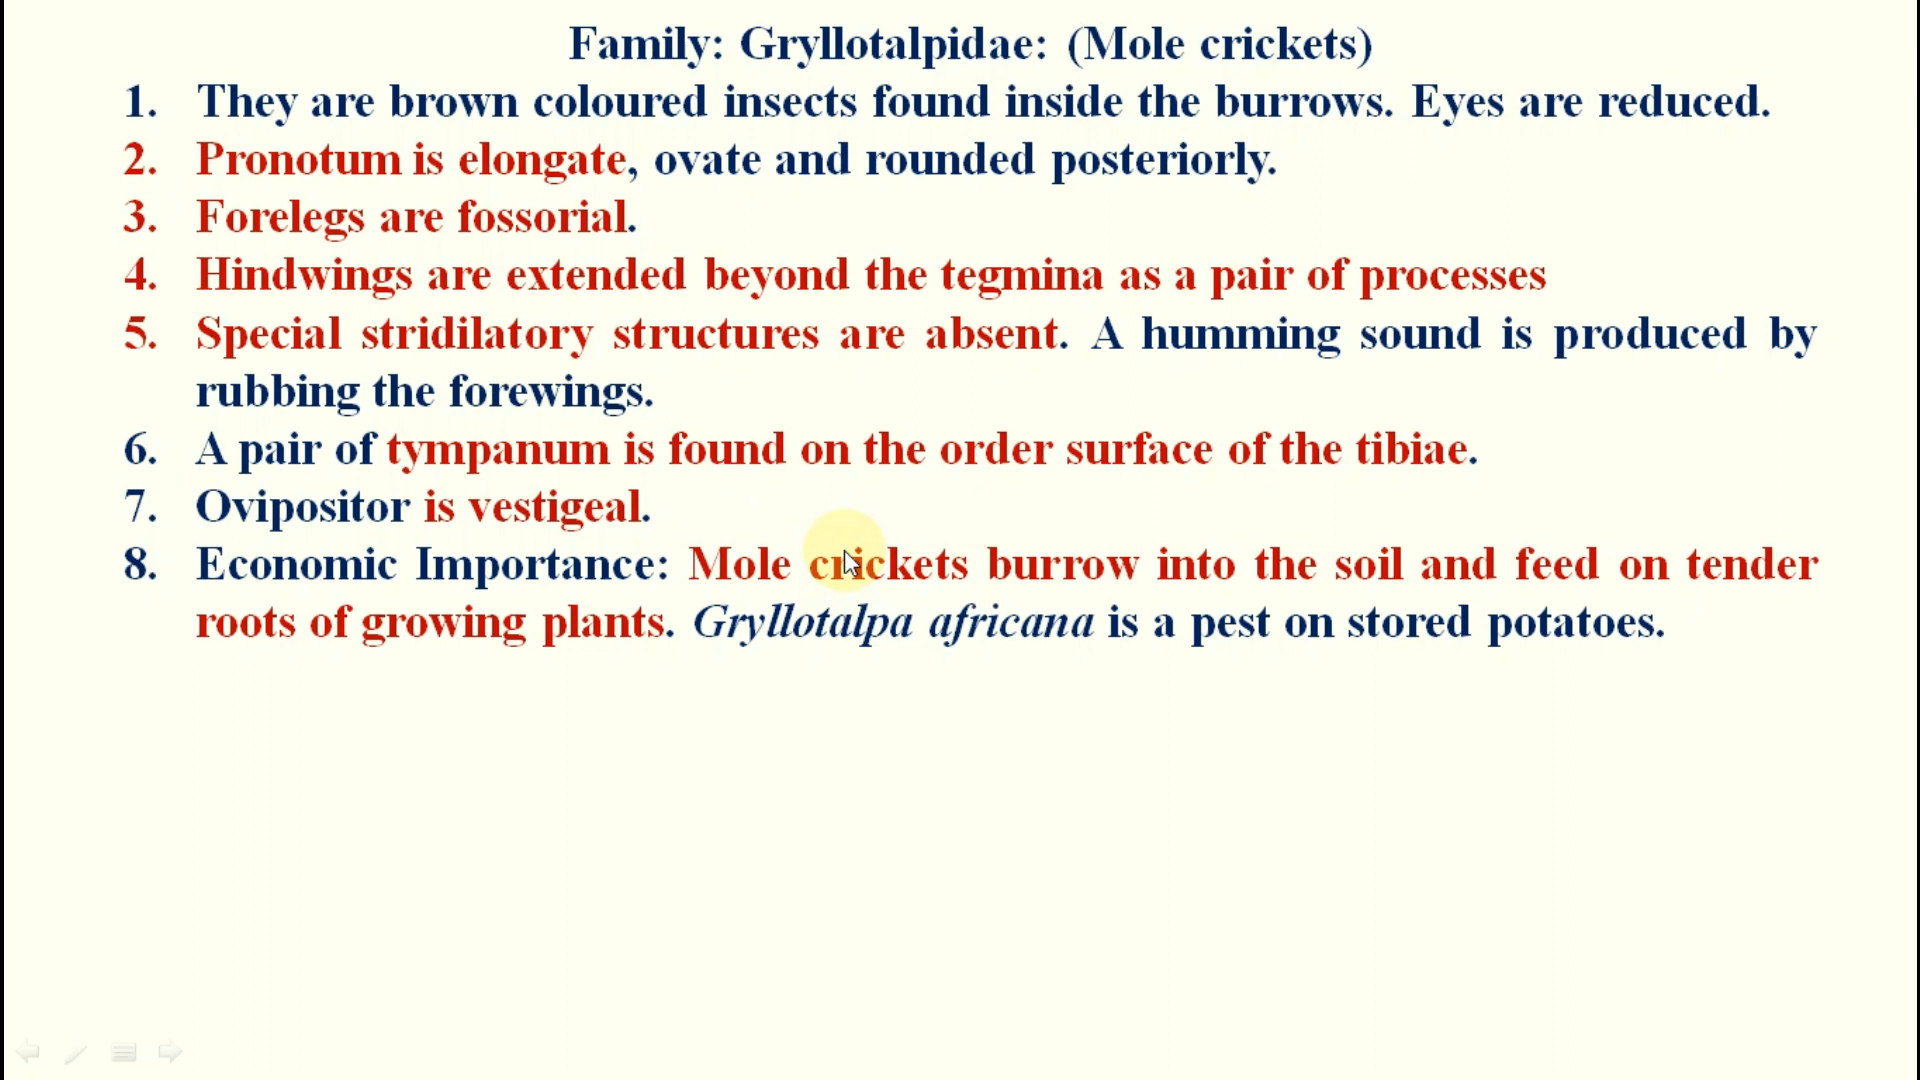 Family: Gryllotalpidae: (Mole crickets)
1. They are brown coloured insects found inside the burrows. Eyes are reduced.
2. Pronotum is elongate, ovate and rounded posteriorly.
3. Forelegs are fossorial.
4. Hindwings are extended beyond the tegmina as a pair of processes
5. Special stridilatory structures are absent. A humming sound is produced by
rubbing the forewings.
6. A pair of tympanum is found on the order surface of the tibiae.
7. Ovipositor is vestigeal.
8. Economic Importance: Mole crickets burrow into the soil and feed on tender
roots of growing plants. Gryllotalpa africana is a pest on stored potatoes.